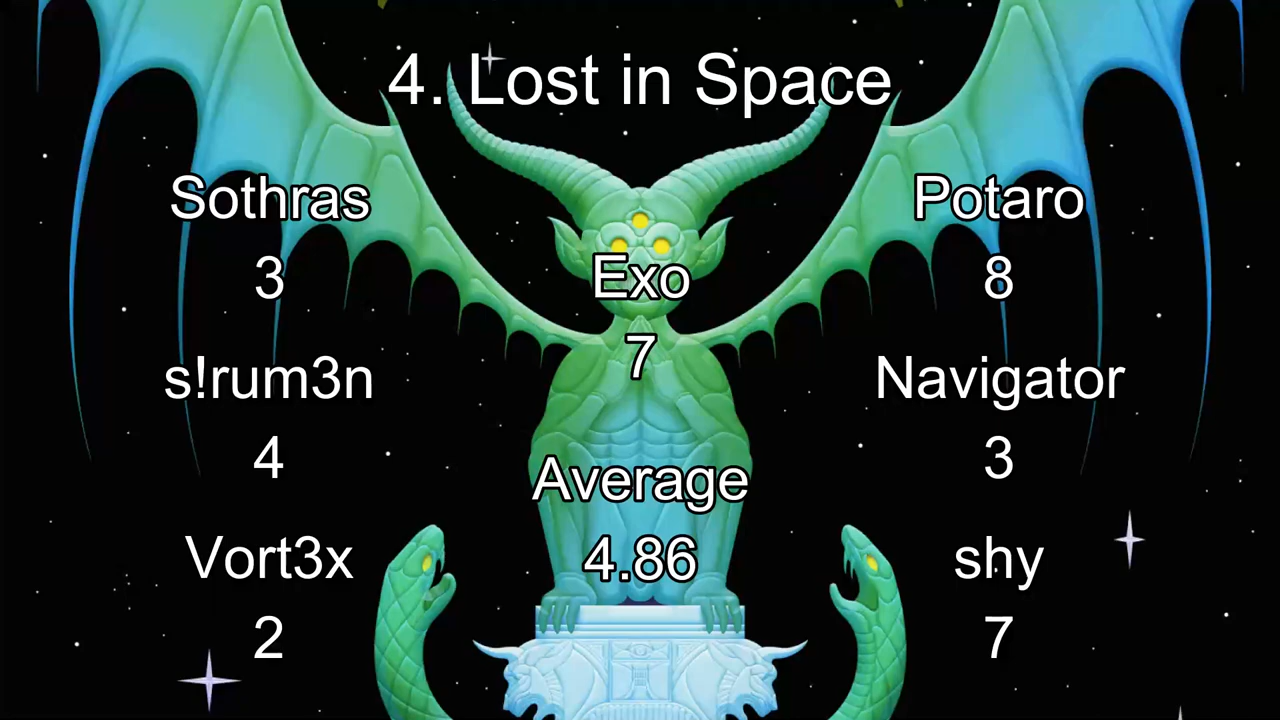 4. Lost in Space
Sothras
3
s!rum3n
4
Vort3x
2
Exo
7
Average
4.86
Potaro
8
Navigator
3
shy
7